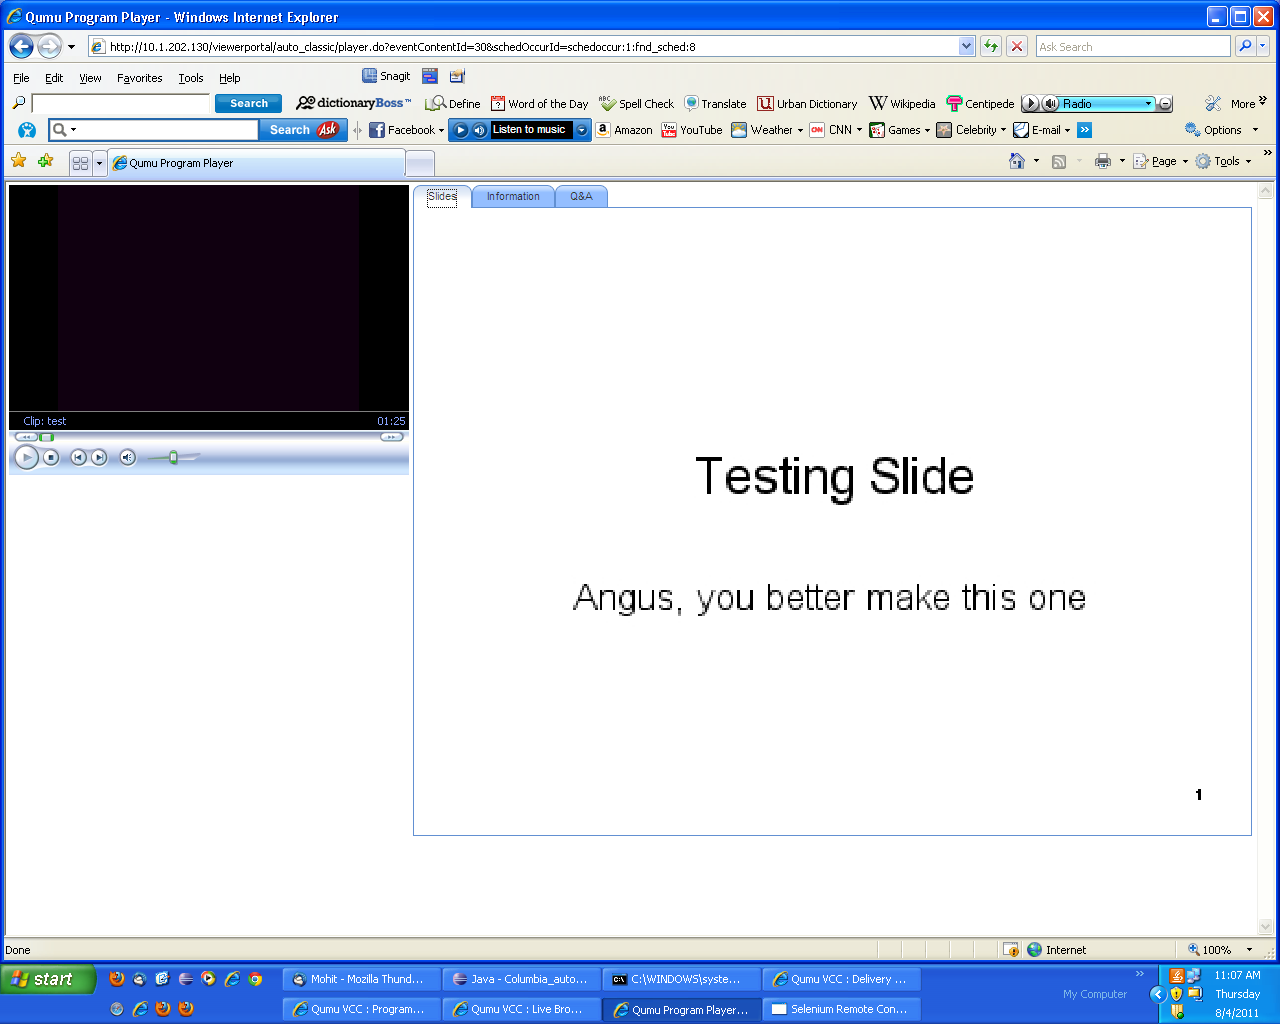 Qumu Program Player - Windows Internet Explorer
http://10.1.202.130/viewerportal/auto_classic/player.do?eventContentId=30&schedOccurId=schedoccur:1:fnd_sched:8
Ask Search
File Edit View Favorites Tools Help
Snagit
Search
dictionaryBoss™
Define
Word of the Day
Spell Check
Translate
Urban Dictionary
Wikipedia
Centipede
Radio
More
Search Ask
Facebook
Listen to music
Amazon
YouTube
Weather
CNN
Games
Celebrity
E-mail
Options
Qumu Program Player
Page
Tools
Slides
Information
Q&A
Clip: test
01:25
Testing Slide
Angus, you better make this one
1
Done
Internet
100%
start
Mohit - Mozilla Thund...
Java - Columbia_auto...
C:\WINDOWS\syste...
Qumu VCC : Delivery ...
My Computer
11:07 AM
Qumu VCC : Program...
Qumu VCC : Live Bro...
Qumu Program Player...
Selenium Remote Con...
Thursday
8/4/2011